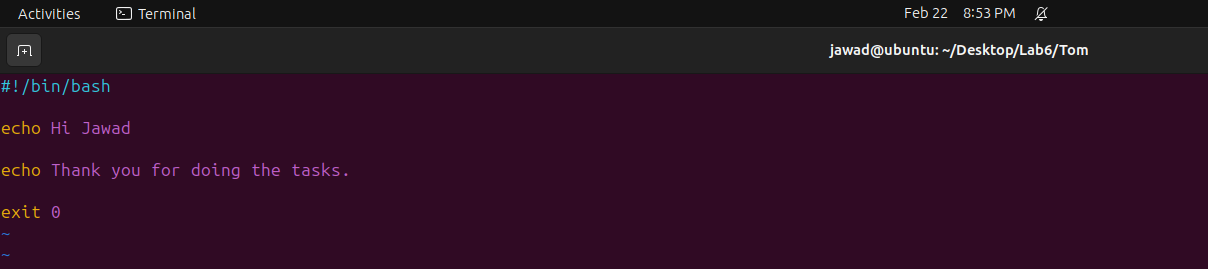 Activities Terminal Feb 22 8:53 PM
jawad@ubuntu: ~/Desktop/Lab6/Tom
#!/bin/bash
echo Hi Jawad
echo Thank you for doing the tasks.
exit 0
~
~